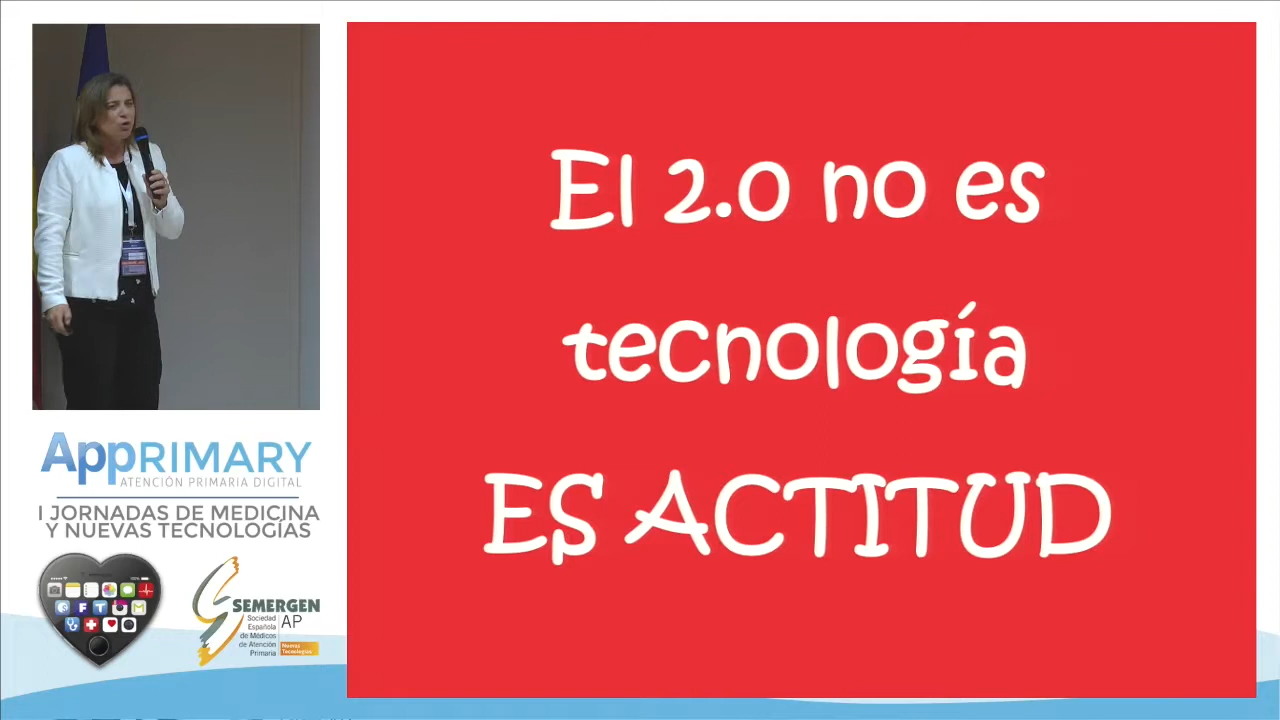 El 2.0 no es
tecnología
ES ACTITUD
AppRIMARY
ATENCIÓN PRIMARIA DIGITAL
I JORNADAS DE MEDICINA
Y NUEVAS TECNOLOGÍAS
SEMERGEN
AP
Sociedad
Española
de Médicos
de Atención
Primaria
Nuevas
Tecnologías